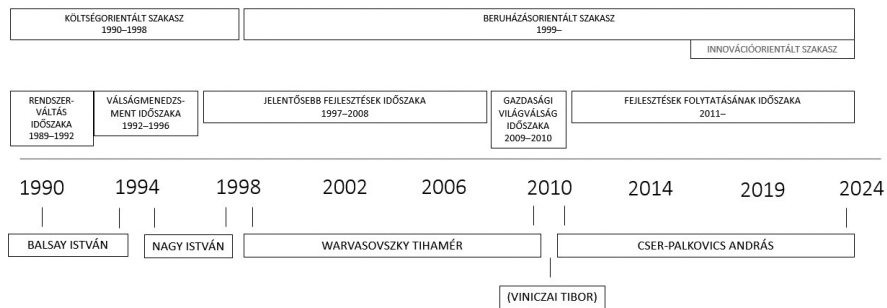 KÖLTSÉGORIENTÁLT SZAKASZ
1990–1998
BERUHÁZÁSORIENTÁLT SZAKASZ
1999–
INNOVÁCIÓORIENTÁLT SZAKASZ
RENDSZER-
VÁLTÁS
IDŐSZAKA
1989–1992
VÁLSÁGMENEDZS-
MENT IDŐSZAKA
1992–1996
JELENTŐSEBB FEJLESZTÉSEK IDŐSZAKA
1997–2008
GAZDASÁGI
VILÁGVÁLSÁG
IDŐSZAKA
2009–2010
FEJLESZTÉSEK FOLYTATÁSÁNAK IDŐSZAKA
2011–
1990 1994 1998 2002 2006 2010 2014 2019 2024
BALSAY ISTVÁN
NAGY ISTVÁN
WARVASOVSZKY TIHAMÉR
CSER-PALKOVICS ANDRÁS
(VINICZAI TIBOR)